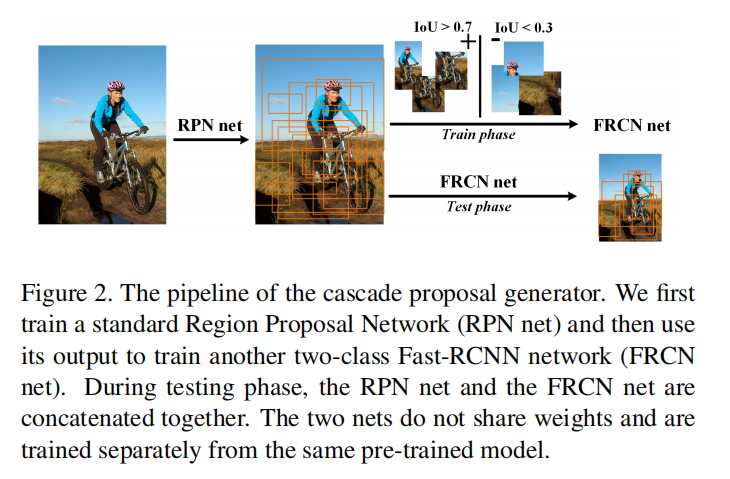 IoU > 0.7 IoU < 0.3
+ -
RPN net
Train phase
FRCN net
FRCN net
Test phase
Figure 2. The pipeline of the cascade proposal generator. We first
train a standard Region Proposal Network (RPN net) and then use
its output to train another two-class Fast-RCNN network (FRCN
net). During testing phase, the RPN net and the FRCN net are
concatenated together. The two nets do not share weights and are
trained separately from the same pre-trained model.